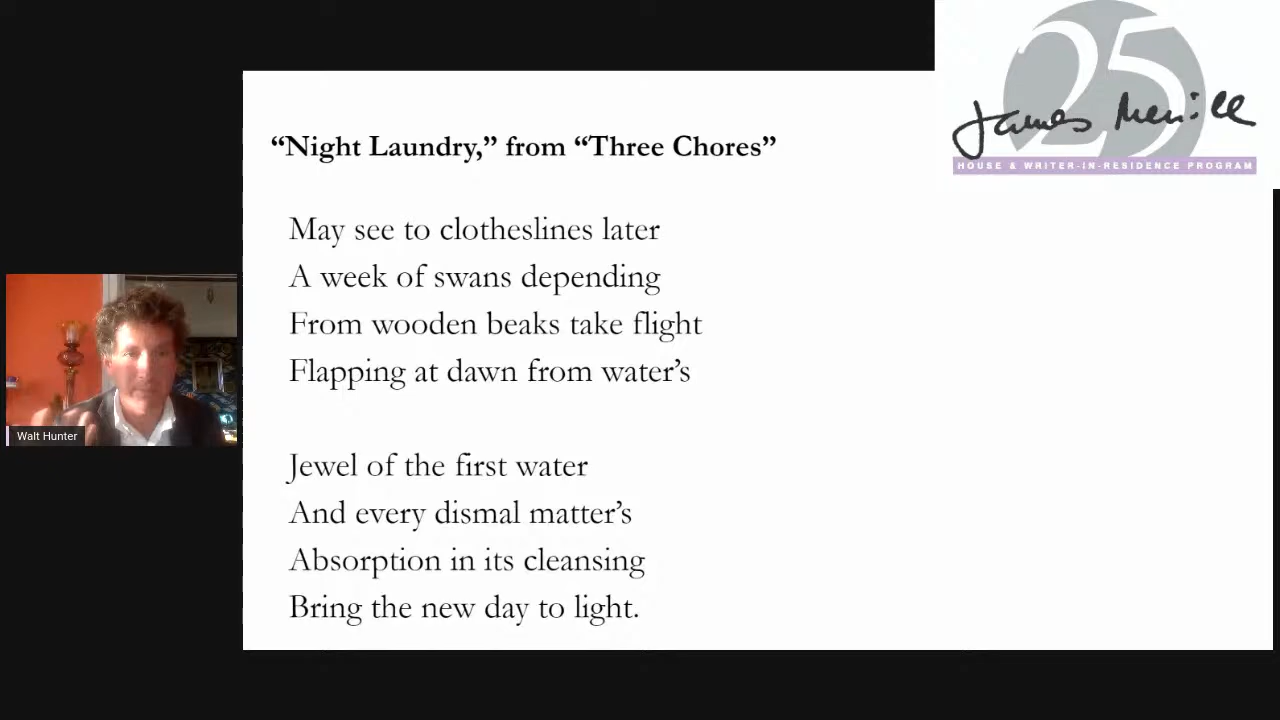 25
James Merrill
HOUSE & WRITER-IN-RESIDENCE PROGRAM
“Night Laundry,” from “Three Chores”
May see to clotheslines later
A week of swans depending
From wooden beaks take flight
Flapping at dawn from water’s
Jewel of the first water
And every dismal matter’s
Absorption in its cleansing
Bring the new day to light.
Walt Hunter